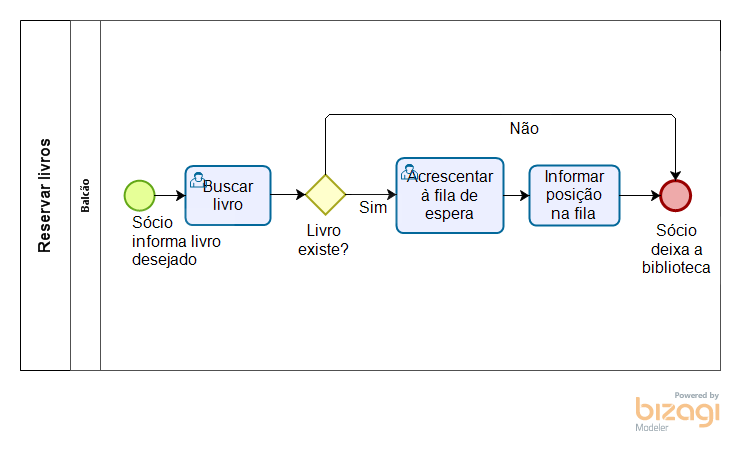 Reservar livros
Balcão
Sócio
informa livro
desejado
Buscar
livro
Livro
existe?
Não
Sim
Acrescentar
à fila de
espera
Informar
posição
na fila
Sócio
deixa a
biblioteca
Powered by
bizagi
Modeler